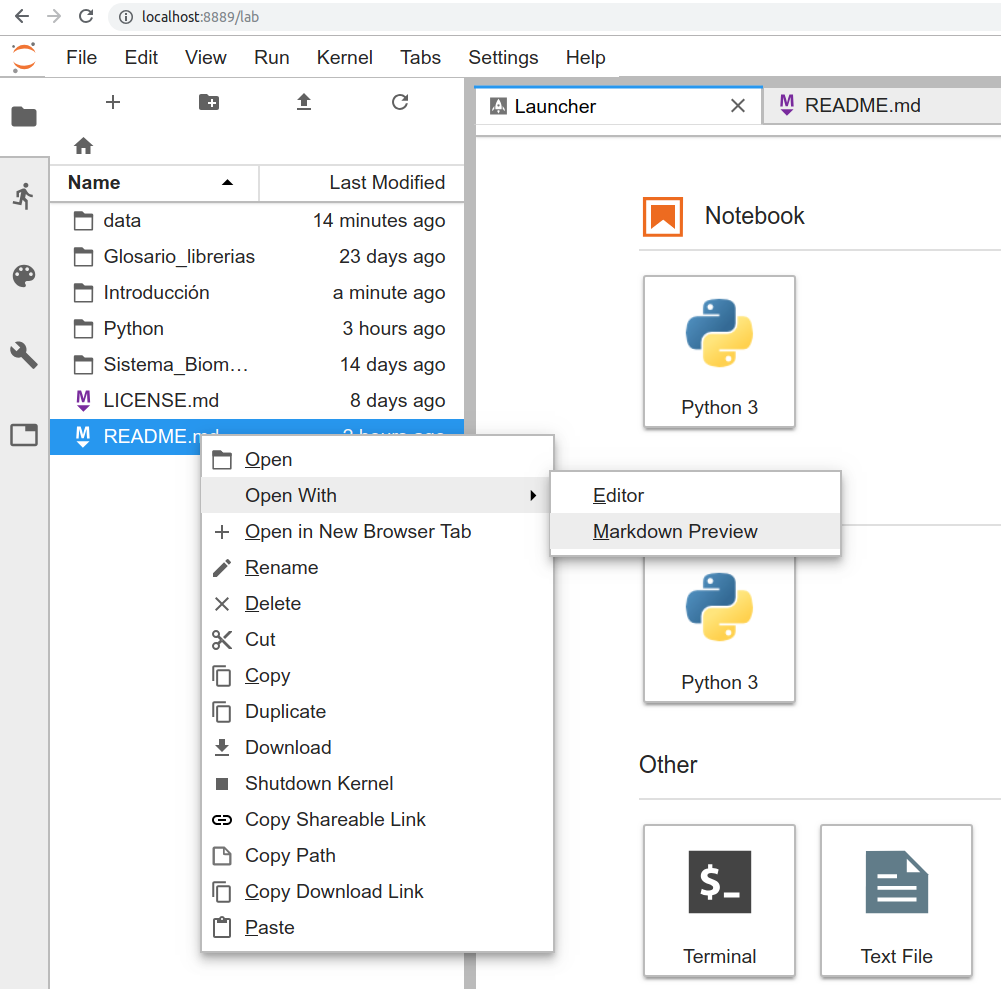 localhost:8889/lab
File Edit View Run Kernel Tabs Settings Help
Launcher README.md
Name Last Modified
data 14 minutes ago
Glosario_librerias 23 days ago
Introducción a minute ago
Python 3 hours ago
Sistema_Biom… 14 days ago
LICENSE.md 8 days ago
README.md 2 hours ago
Open
Open With
Open in New Browser Tab
Rename
Delete
Cut
Copy
Duplicate
Download
Shutdown Kernel
Copy Shareable Link
Copy Path
Copy Download Link
Paste
Editor
Markdown Preview
Notebook
Python 3
Python 3
Other
$_
Terminal
Text File